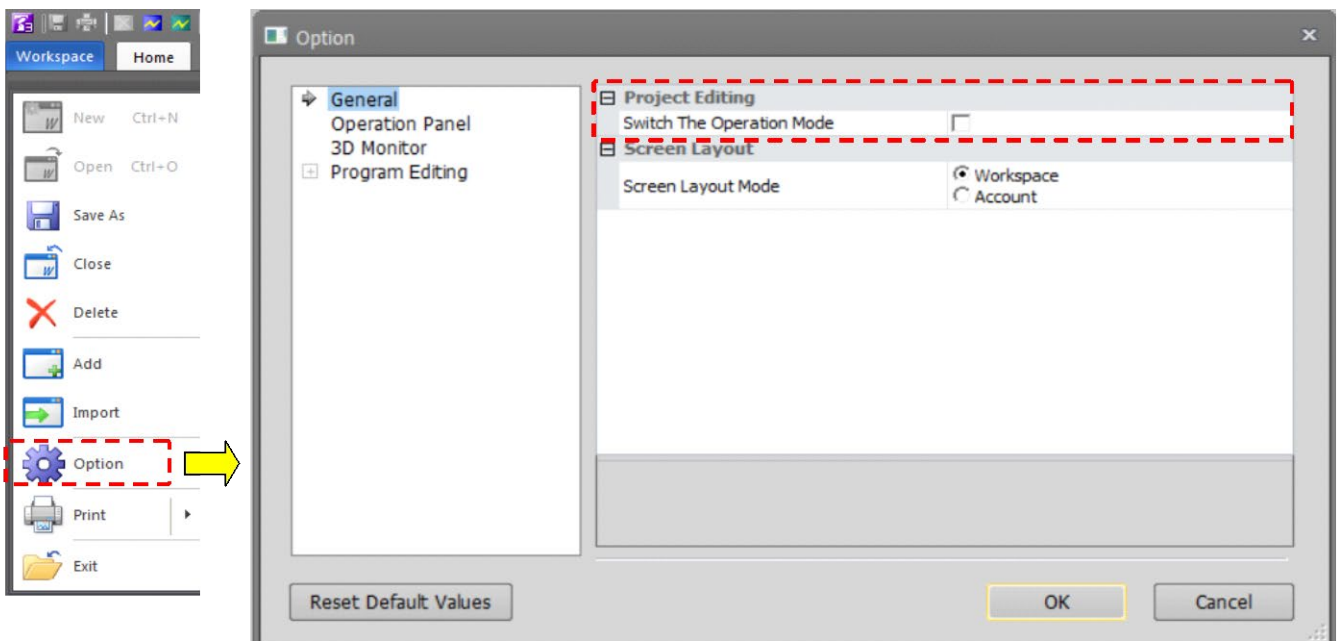 Workspace
Home
New Ctrl+N
Open Ctrl+O
Save As
Close
Delete
Add
Import
Option
Print
Exit
Option
General
Operation Panel
3D Monitor
Program Editing
Project Editing
Switch The Operation Mode
Screen Layout
Screen Layout Mode
Workspace
Account
Reset Default Values
OK
Cancel